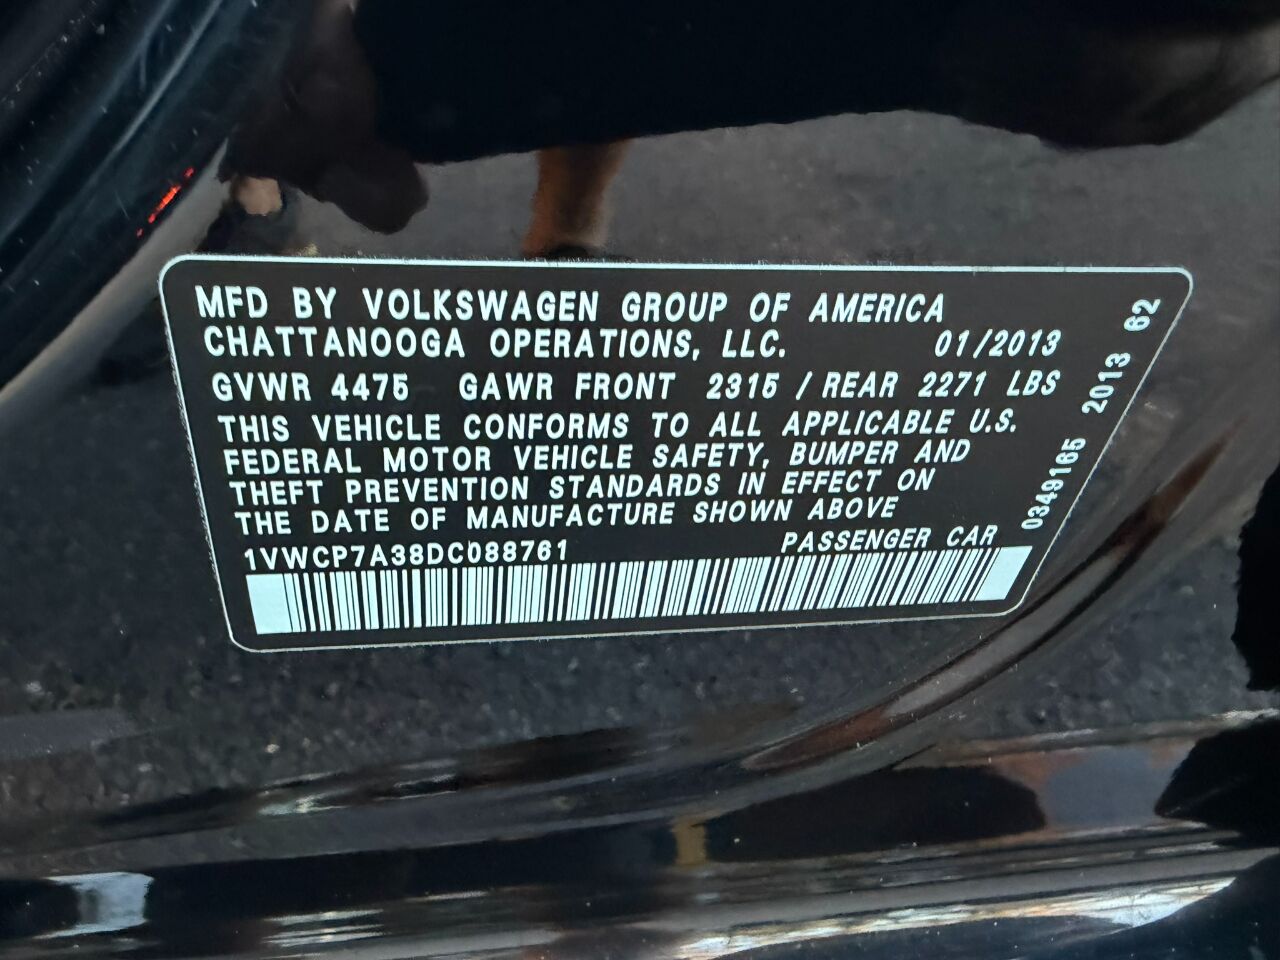 MFD BY VOLKSWAGEN GROUP OF AMERICA
CHATTANOOGA OPERATIONS, LLC. 01/2013
GVWR 4475 GAWR FRONT 2315 / REAR 2271 LBS
THIS VEHICLE CONFORMS TO ALL APPLICABLE U.S.
FEDERAL MOTOR VEHICLE SAFETY, BUMPER AND
THEFT PREVENTION STANDARDS IN EFFECT ON
THE DATE OF MANUFACTURE SHOWN ABOVE
1VWCP7A38DC088761 PASSENGER CAR
0349165 2013 62